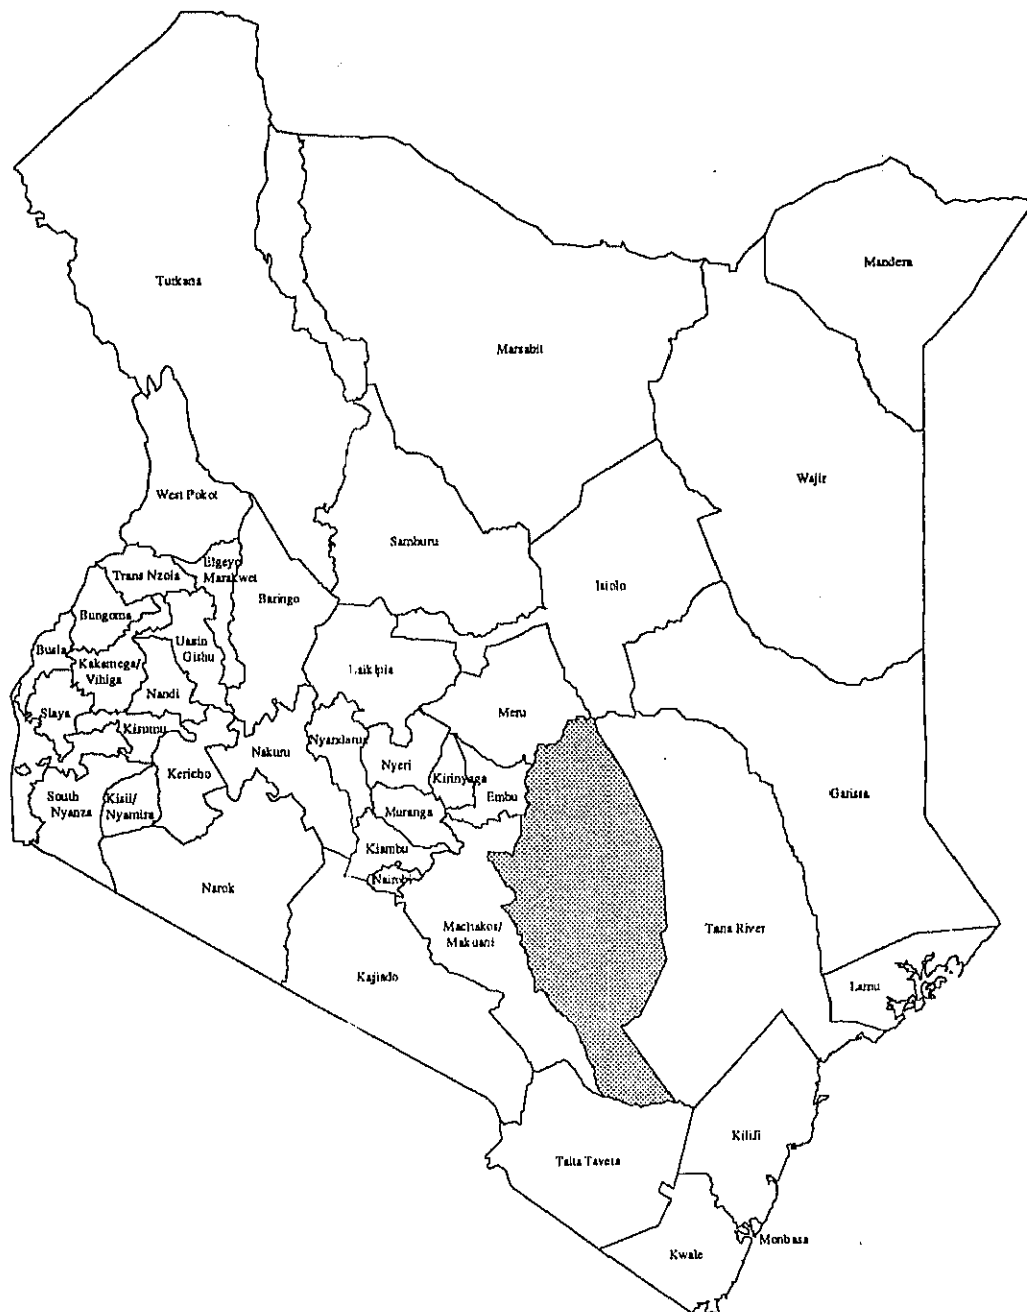 Mandera
Turkana
Marsabit
Wajir
West Pokot
Samburu
Elgeyo
Marakwet
Trans Nzoia
Isiolo
Baringo
Bungoma
Uasin
Gishu
Busia
Kakamega/
Vihiga
Laikipia
Nandi
Siaya
Meru
Kisumu
Nyandarua
Nakuru
Nyeri
Kericho
Kirinyaga
Garissa
South
Nyanza
Kisii/
Nyamira
Embu
Muranga
Kiambu
Nairobi
Narok
Machakos/
Makuani
Tana River
Kajiado
Lamu
Kilifi
Taita Taveta
Monbasa
Kwale